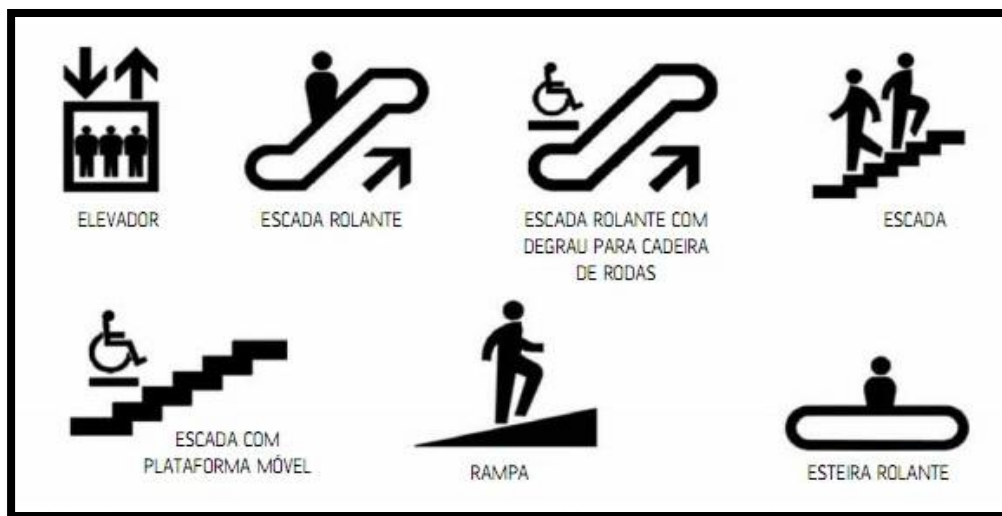 ELEVADOR
ESCADA ROLANTE
ESCADA ROLANTE COM
DEGRAU PARA CADEIRA
DE RODAS
ESCADA
ESCADA COM
PLATAFORMA MÓVEL
RAMPA
ESTEIRA ROLANTE